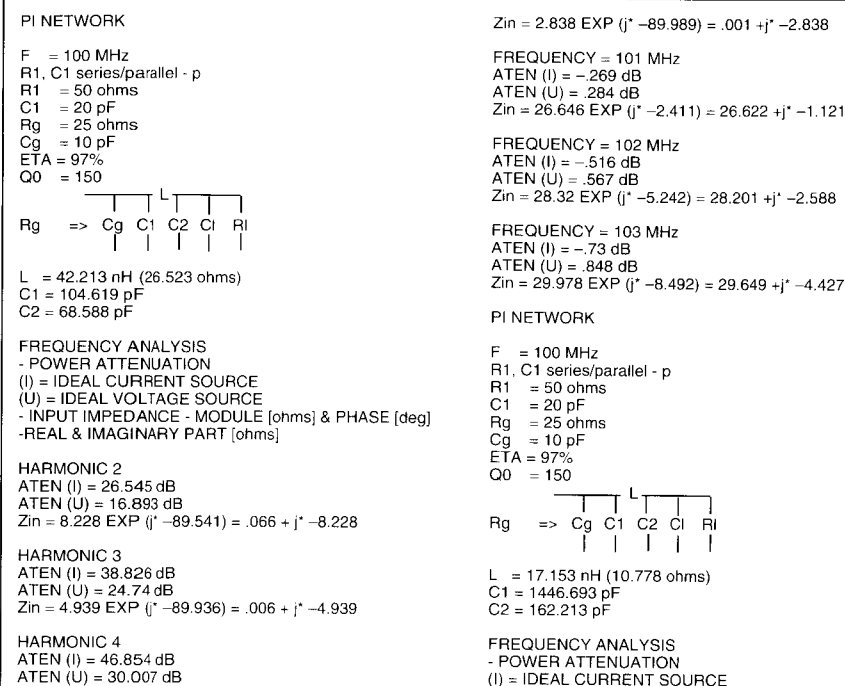 PI NETWORK
F = 100 MHz
R1, C1 series/parallel - p
R1 = 50 ohms
C1 = 20 pF
Rg = 25 ohms
Cg = 10 pF
ETA = 97%
Q0 = 150
L
Rg => Cg C1 C2 Cl Rl
L = 42.213 nH (26.523 ohms)
C1 = 104.619 pF
C2 = 68.588 pF
FREQUENCY ANALYSIS
- POWER ATTENUATION
(I) = IDEAL CURRENT SOURCE
(U) = IDEAL VOLTAGE SOURCE
- INPUT IMPEDANCE - MODULE [ohms] & PHASE [deg]
-REAL & IMAGINARY PART [ohms]
HARMONIC 2
ATEN (I) = 26.545 dB
ATEN (U) = 16.893 dB
Zin = 8.228 EXP (j* –89.541) = .066 + j* –8.228
HARMONIC 3
ATEN (I) = 38.826 dB
ATEN (U) = 24.74 dB
Zin = 4.939 EXP (j* –89.936) = .006 + j* –4.939
HARMONIC 4
ATEN (I) = 46.854 dB
ATEN (U) = 30.007 dB
Zin = 2.838 EXP (j* –89.989) = .001 +j* –2.838
FREQUENCY = 101 MHz
ATEN (I) = –.269 dB
ATEN (U) = .284 dB
Zin = 26.646 EXP (j* –2.411) = 26.622 +j* –1.121
FREQUENCY = 102 MHz
ATEN (I) = –.516 dB
ATEN (U) = .567 dB
Zin = 28.32 EXP (j* –5.242) = 28.201 +j* –2.588
FREQUENCY = 103 MHz
ATEN (I) = –.73 dB
ATEN (U) = .848 dB
Zin = 29.978 EXP (j* –8.492) = 29.649 +j* –4.427
PI NETWORK
F = 100 MHz
R1, C1 series/parallel - p
R1 = 50 ohms
C1 = 20 pF
Rg = 25 ohms
Cg = 10 pF
ETA = 97%
Q0 = 150
L
Rg => Cg C1 C2 Cl Rl
L = 17.153 nH (10.778 ohms)
C1 = 1446.693 pF
C2 = 162.213 pF
FREQUENCY ANALYSIS
- POWER ATTENUATION
(I) = IDEAL CURRENT SOURCE